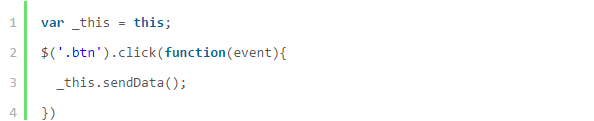 1 var _this = this;
2 $('.btn').click(function(event){
3   _this.sendData();
4 })